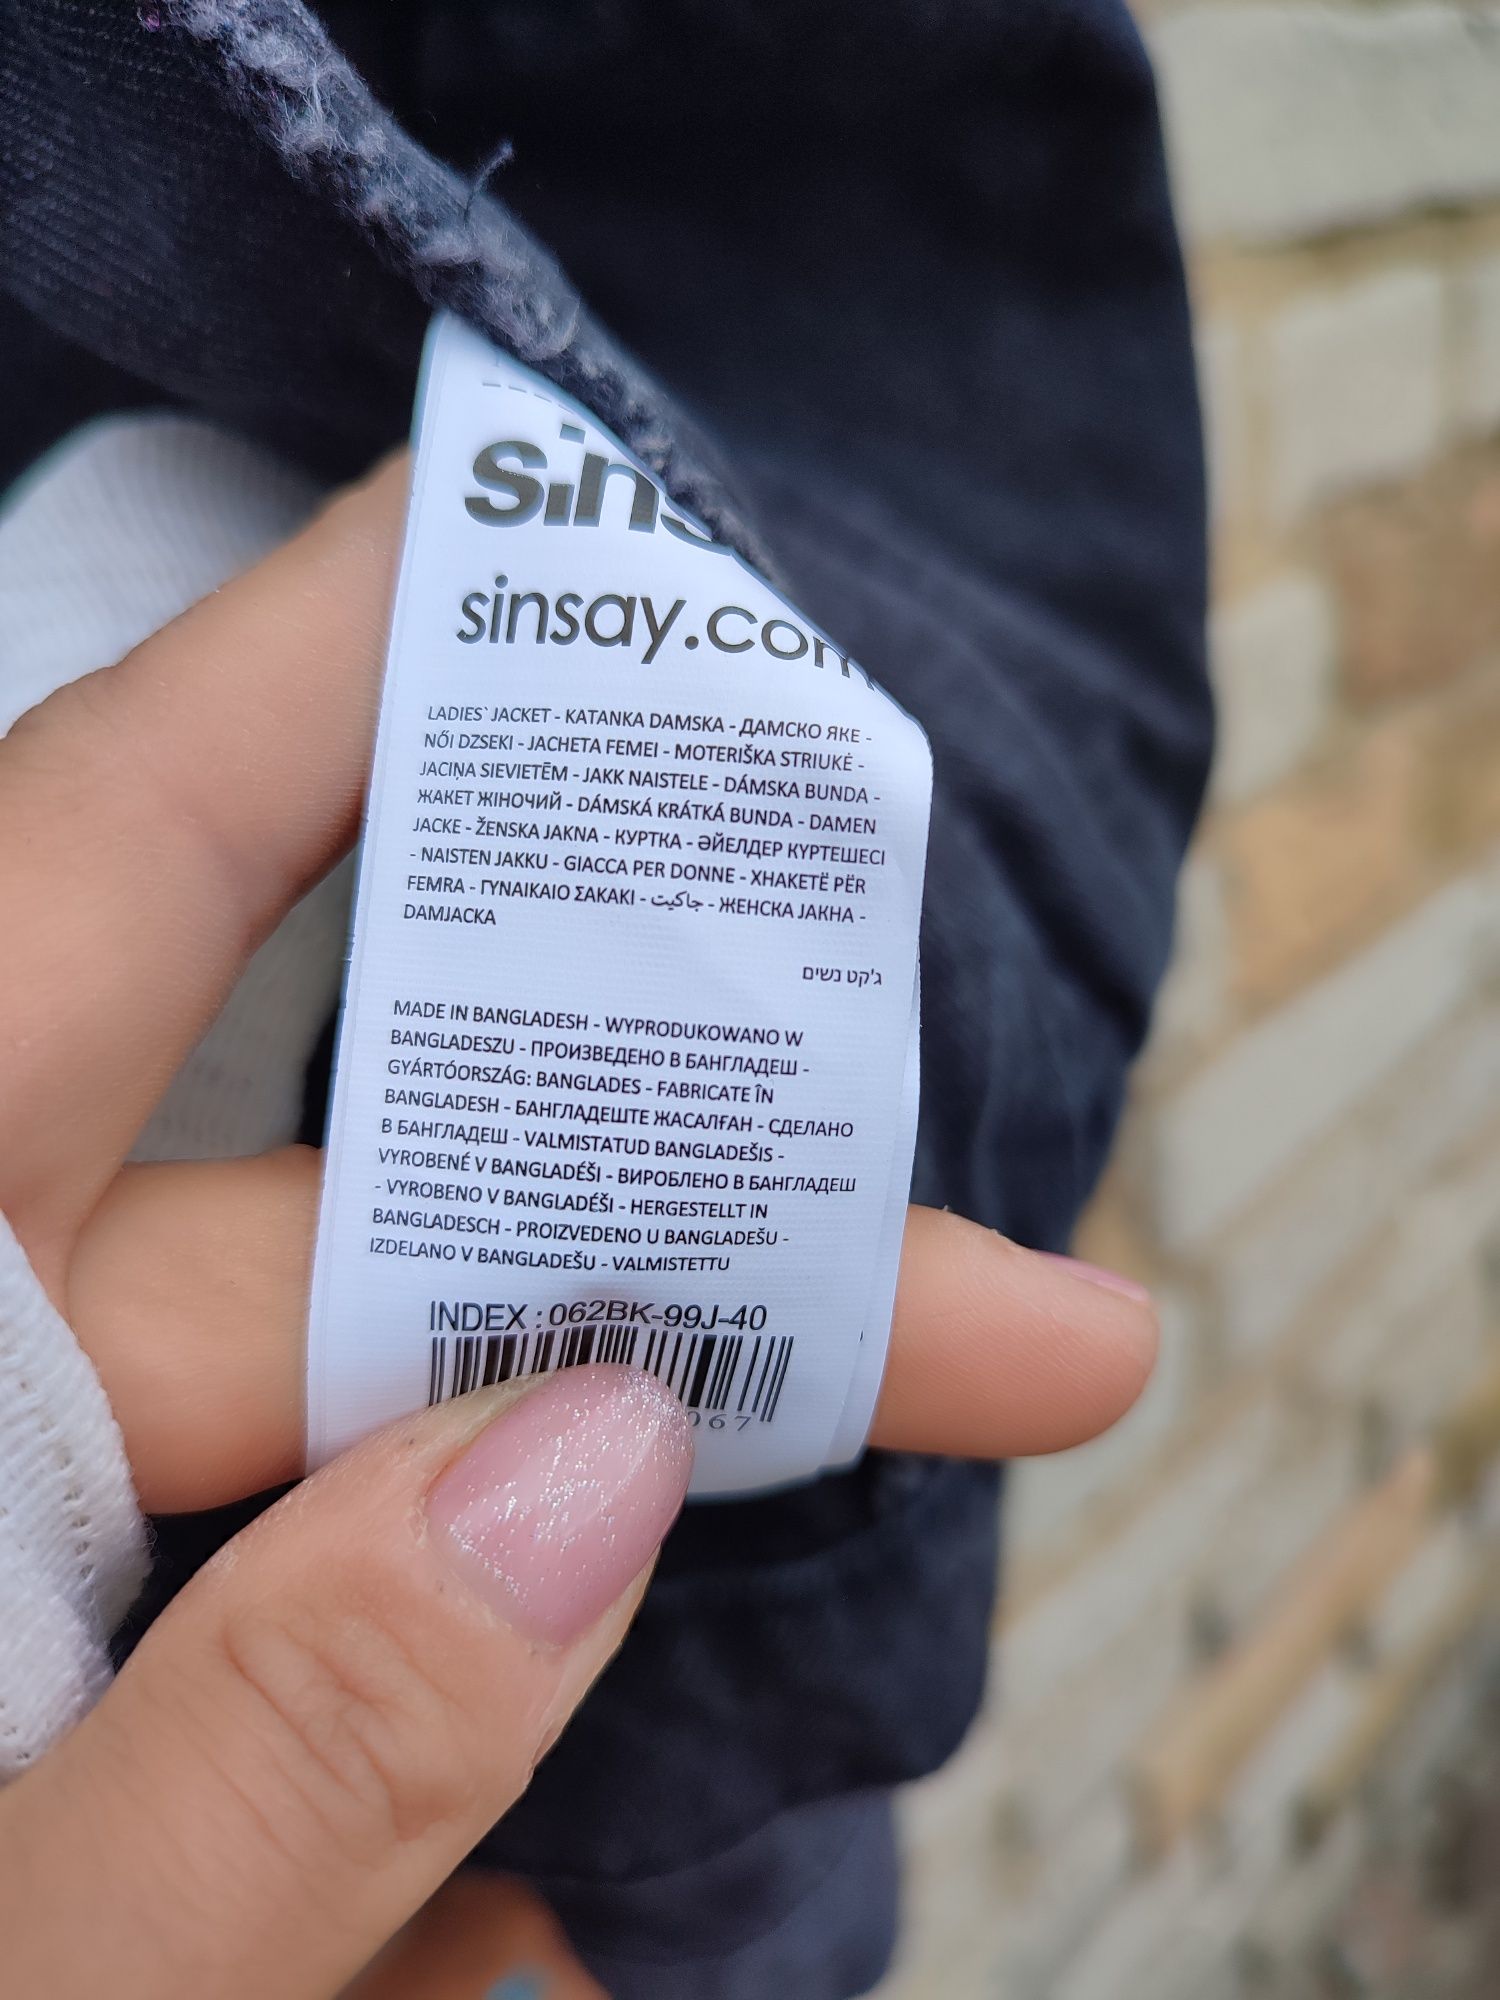 sinsay.com
LADIES` JACKET - KATANKA DAMSKA - ДАМСКО ЯКЕ -
NŐI DZSEKI - JACHETA FEMEI - MOTERIŠKA STRIUKĖ -
JACIŅA SIEVIETĒM - JAKK NAISTELE - DÁMSKA BUNDA -
ЖАКЕТ ЖІНОЧИЙ - DÁMSKÁ KRÁTKÁ BUNDA - DAMEN
JACKE - ŽENSKA JAKNA - КУРТКА - ӘЙЕЛДЕР КҮРТЕШЕСІ
- NAISTEN JAKKU - GIACCA PER DONNE - XHAKETË PËR
FEMRA - ΓΥΝΑΙΚΑΙΟ ΣΑΚΑΚΙ - جاكيت - ЖЕНСКА ЈАКНА -
DAMJACKA
ג'קט נשים
MADE IN BANGLADESH - WYPRODUKOWANO W
BANGLADESZU - ПРОИЗВЕДЕНО В БАНГЛАДЕШ -
GYÁRTÓORSZÁG: BANGLADES - FABRICATE ÎN
BANGLADESH - БАНГЛАДЕШТЕ ЖАСАЛҒАН - СДЕЛАНО
В БАНГЛАДЕШ - VALMISTATUD BANGLADEŠIS -
VYROBENÉ V BANGLADÉŠI - ВИРОБЛЕНО В БАНГЛАДЕШ
- VYROBENO V BANGLADÉŠI - HERGESTELLT IN
BANGLADESCH - PROIZVEDENO U BANGLADEŠU -
IZDELANO V BANGLADEŠU - VALMISTETTU
INDEX : 062BK-99J-40
067